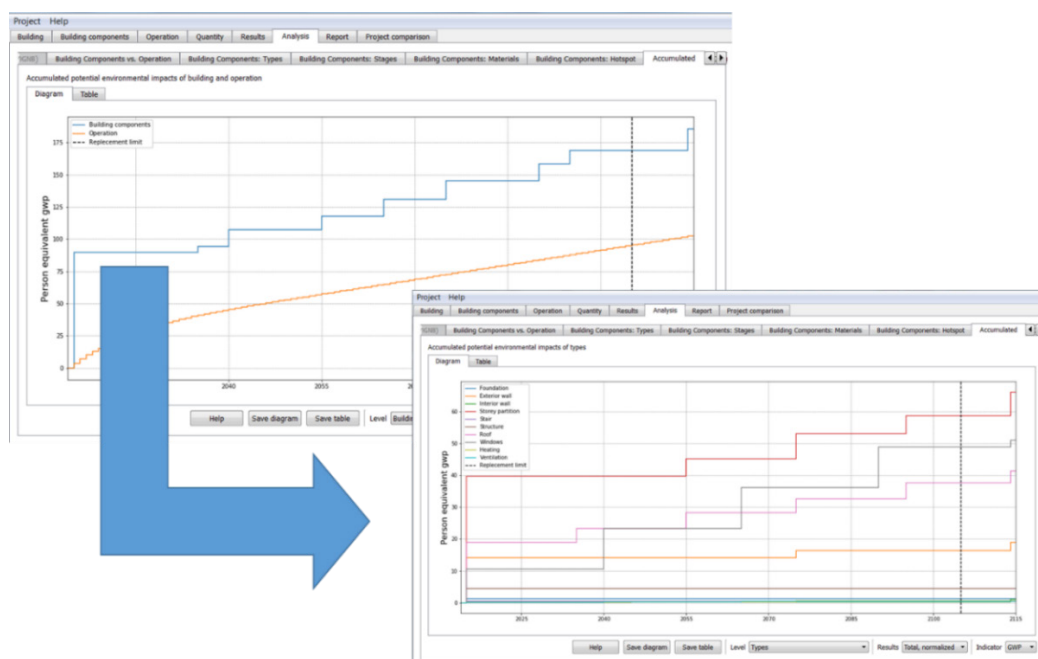 Project Help
Building Building components Operation Quantity Results Analysis Report Project comparison
Building Components vs. Operation Building Components: Types Building Components: Stages Building Components: Materials Building Components: Hotspot Accumulated
Accumulated potential environmental impacts of building and operation
Diagram Table
Building components
Operation
Replecement limit
Person equivalent gwp
175
150
125
100
75
50
25
0
2040 2055
Help Save diagram Save table Level
Project Help
Building Building components Operation Quantity Results Analysis Report Project comparison
Building Components vs. Operation Building Components: Types Building Components: Stages Building Components: Materials Building Components: Hotspot Accumulated
Accumulated potential environmental impacts of types
Diagram Table
Foundation
Exterior wall
Interior wall
Storey partition
Stair
Structure
Roof
Windows
Heating
Ventilation
Replecement limit
Person equivalent gwp
60
50
40
30
20
10
0
2025 2040 2055 2070 2085 2100 2115
Help Save diagram Save table Level Types Results Total, normalized Indicator GWP